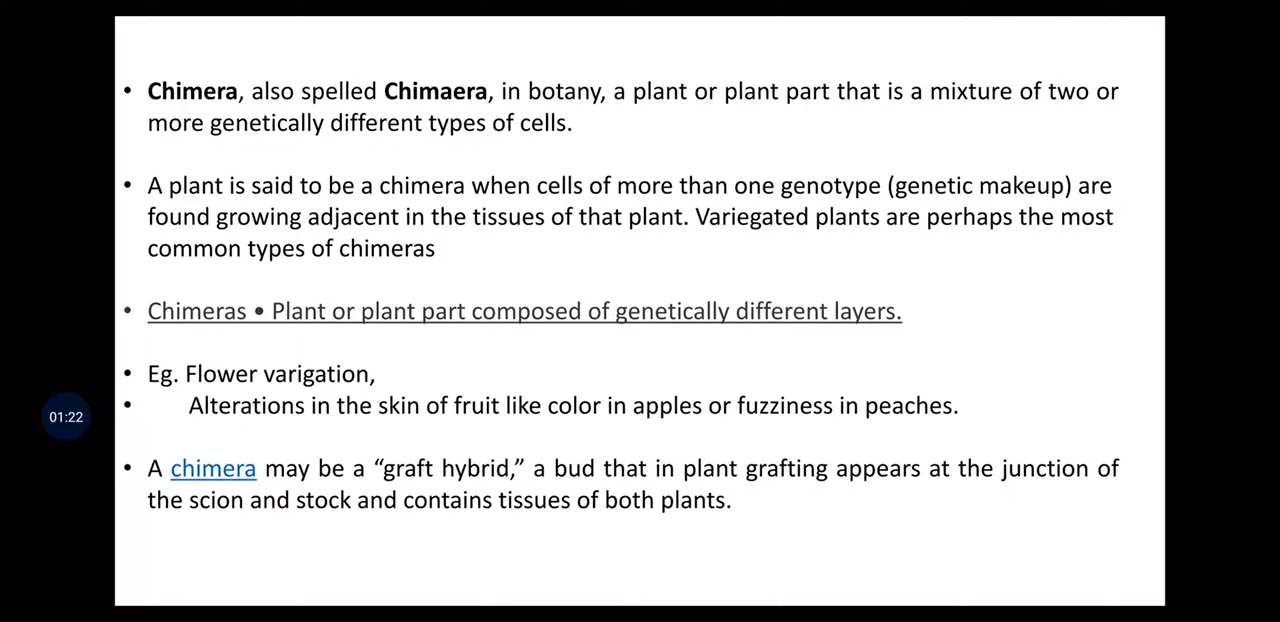 • Chimera, also spelled Chimaera, in botany, a plant or plant part that is a mixture of two or
more genetically different types of cells.
• A plant is said to be a chimera when cells of more than one genotype (genetic makeup) are
found growing adjacent in the tissues of that plant. Variegated plants are perhaps the most
common types of chimeras
• Chimeras • Plant or plant part composed of genetically different layers.
• Eg. Flower varigation,
• Alterations in the skin of fruit like color in apples or fuzziness in peaches.
01:22
• A chimera may be a “graft hybrid,” a bud that in plant grafting appears at the junction of
the scion and stock and contains tissues of both plants.